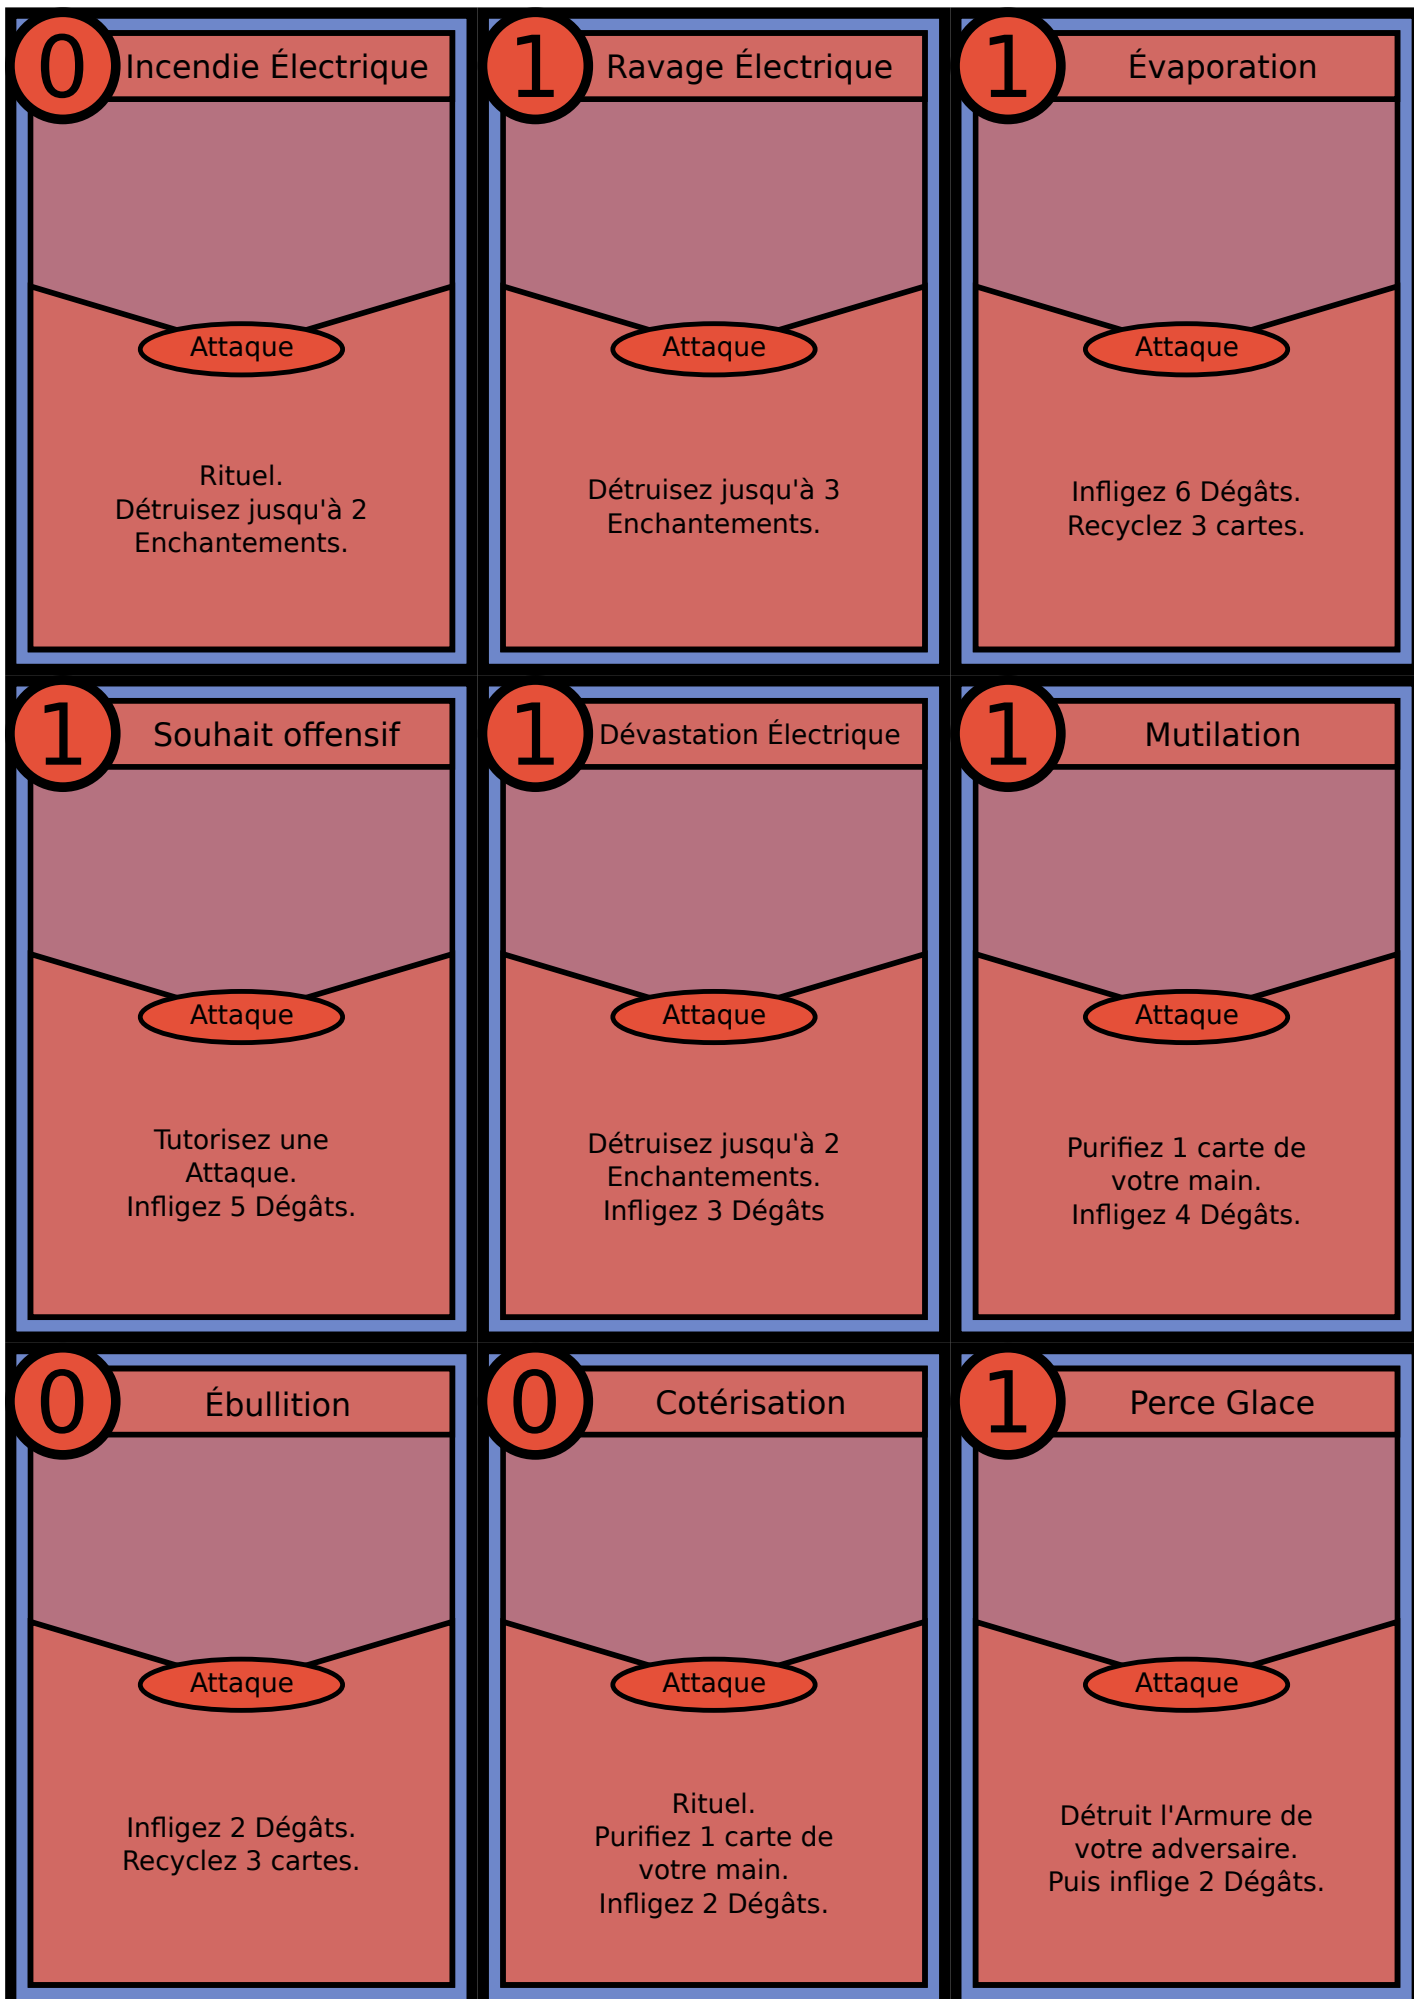 0
Incendie Électrique
Attaque
Rituel.
Détruisez jusqu'à 2
Enchantements.
1
Ravage Électrique
Attaque
Détruisez jusqu'à 3
Enchantements.
1
Évaporation
Attaque
Infligez 6 Dégâts.
Recyclez 3 cartes.
1
Souhait offensif
Attaque
Tutorisez une
Attaque.
Infligez 5 Dégâts.
1
Dévastation Électrique
Attaque
Détruisez jusqu'à 2
Enchantements.
Infligez 3 Dégâts
1
Mutilation
Attaque
Purifiez 1 carte de
votre main.
Infligez 4 Dégâts.
0
Ébullition
Attaque
Infligez 2 Dégâts.
Recyclez 3 cartes.
0
Cotérisation
Attaque
Rituel.
Purifiez 1 carte de
votre main.
Infligez 2 Dégâts.
1
Perce Glace
Attaque
Détruit l'Armure de
votre adversaire.
Puis inflige 2 Dégâts.